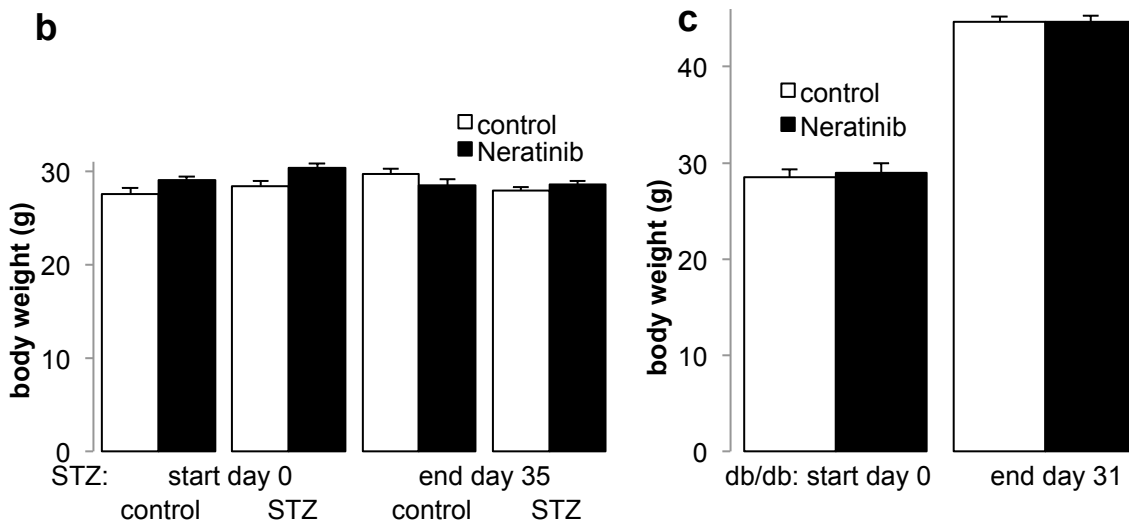 b
control
Neratinib
body weight (g)
30
20
10
0
STZ: start day 0 end day 35
control STZ control STZ
c
control
Neratinib
body weight (g)
40
30
20
10
0
db/db: start day 0 end day 31